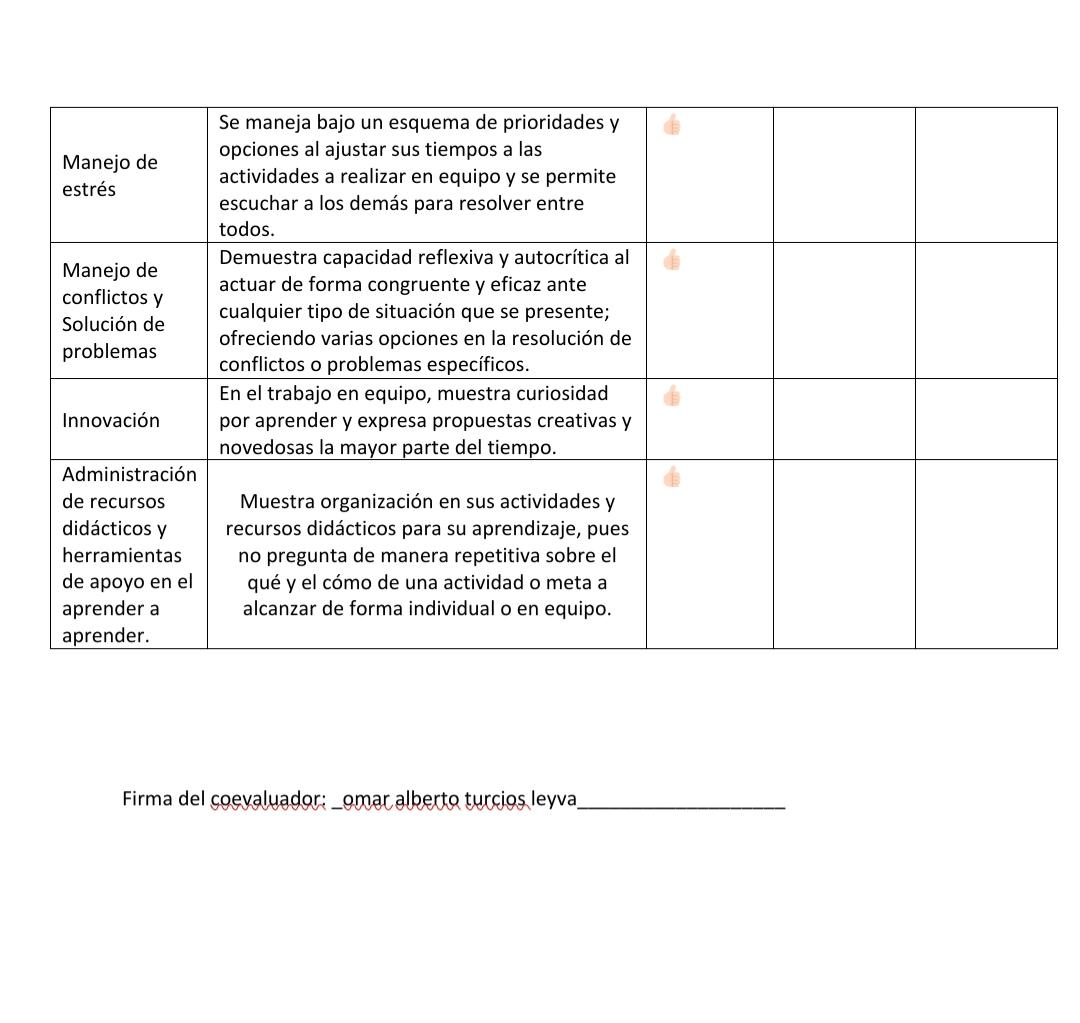 Manejo de
estrés
Se maneja bajo un esquema de prioridades y
opciones al ajustar sus tiempos a las
actividades a realizar en equipo y se permite
escuchar a los demás para resolver entre
todos.
👍🏻
Manejo de
conflictos y
Solución de
problemas
Demuestra capacidad reflexiva y autocrítica al
actuar de forma congruente y eficaz ante
cualquier tipo de situación que se presente;
ofreciendo varias opciones en la resolución de
conflictos o problemas específicos.
👍🏻
Innovación
En el trabajo en equipo, muestra curiosidad
por aprender y expresa propuestas creativas y
novedosas la mayor parte del tiempo.
👍🏻
Administración
de recursos
didácticos y
herramientas
de apoyo en el
aprender a
aprender.
Muestra organización en sus actividades y
recursos didácticos para su aprendizaje, pues
no pregunta de manera repetitiva sobre el
qué y el cómo de una actividad o meta a
alcanzar de forma individual o en equipo.
👍🏻
Firma del coevaluador: _omar alberto turcios leyva___________________